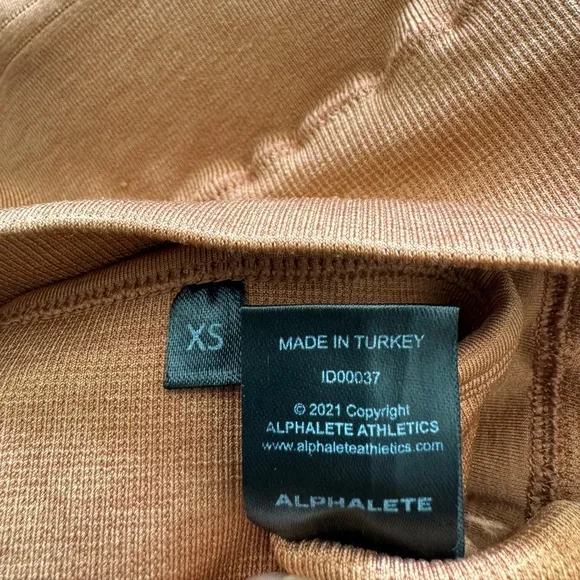 XS
MADE IN TURKEY
ID00037
© 2021 Copyright
ALPHALETE ATHLETICS
www.alphaleteathletics.com
ALPHALETE